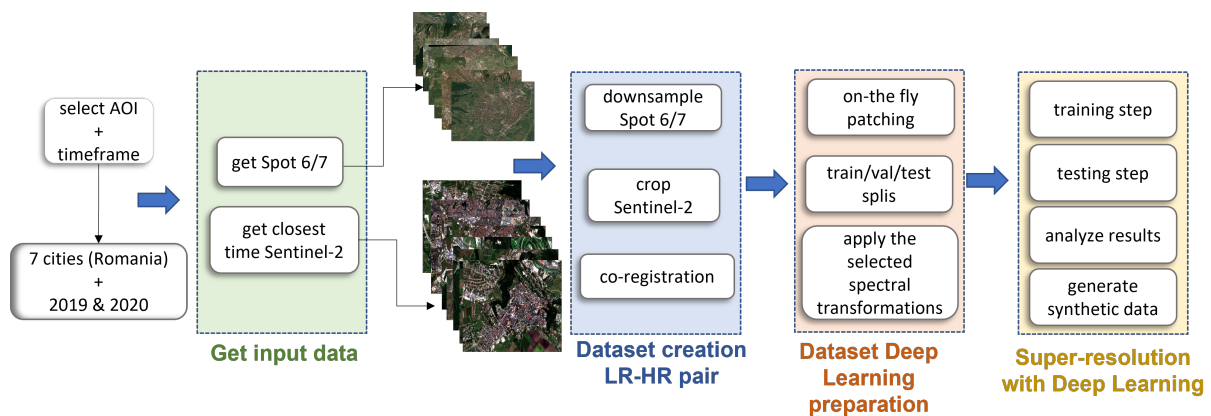 select AOI
+
timeframe
7 cities (Romania)
+
2019 & 2020
get Spot 6/7
get closest
time Sentinel-2
Get input data
downsample
Spot 6/7
crop
Sentinel-2
co-registration
Dataset creation
LR-HR pair
on-the fly
patching
train/val/test
splis
apply the
selected
spectral
transformations
Dataset Deep
Learning
preparation
training step
testing step
analyze results
generate
synthetic data
Super-resolution
with Deep Learning